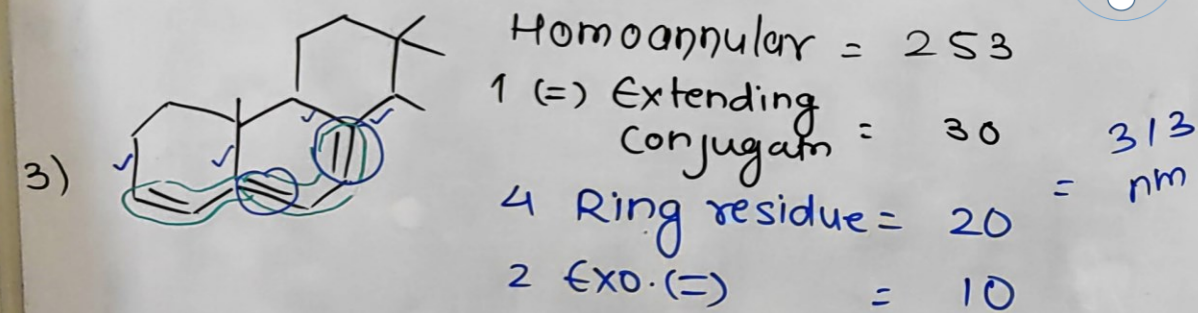 Homoannular = 253
1 (=) Extending
Conjugatn = 30
4 Ring residue = 20
2 Exo. (=) = 10
= 313
nm
3)